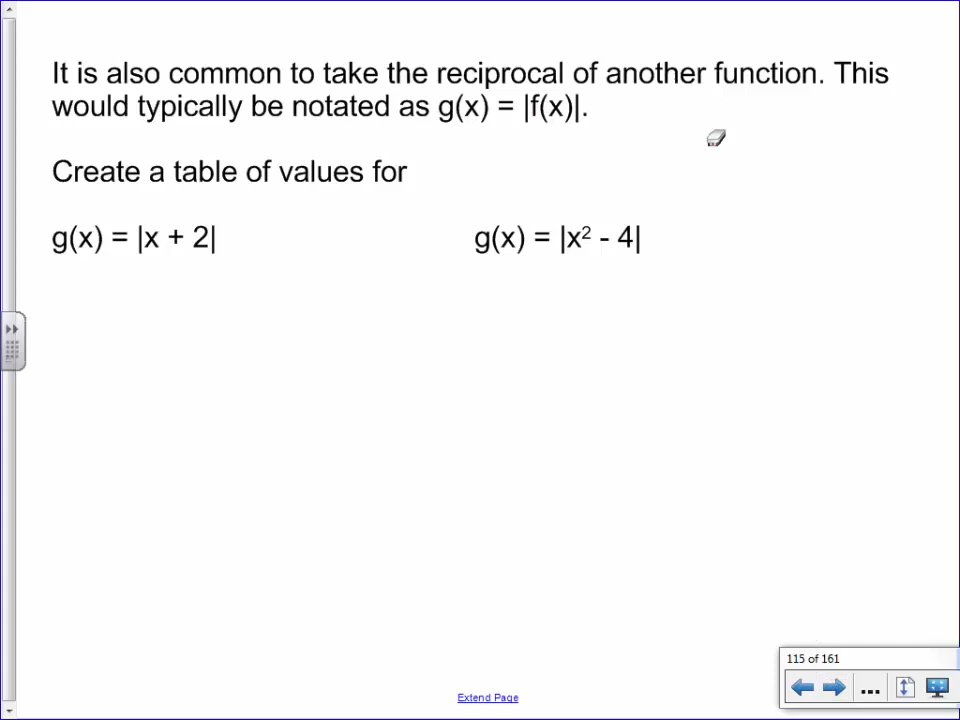 It is also common to take the reciprocal of another function. This
would typically be notated as g(x) = |f(x)|.
Create a table of values for
g(x) = |x + 2|
g(x) = |x² - 4|
115 of 161
Extend Page